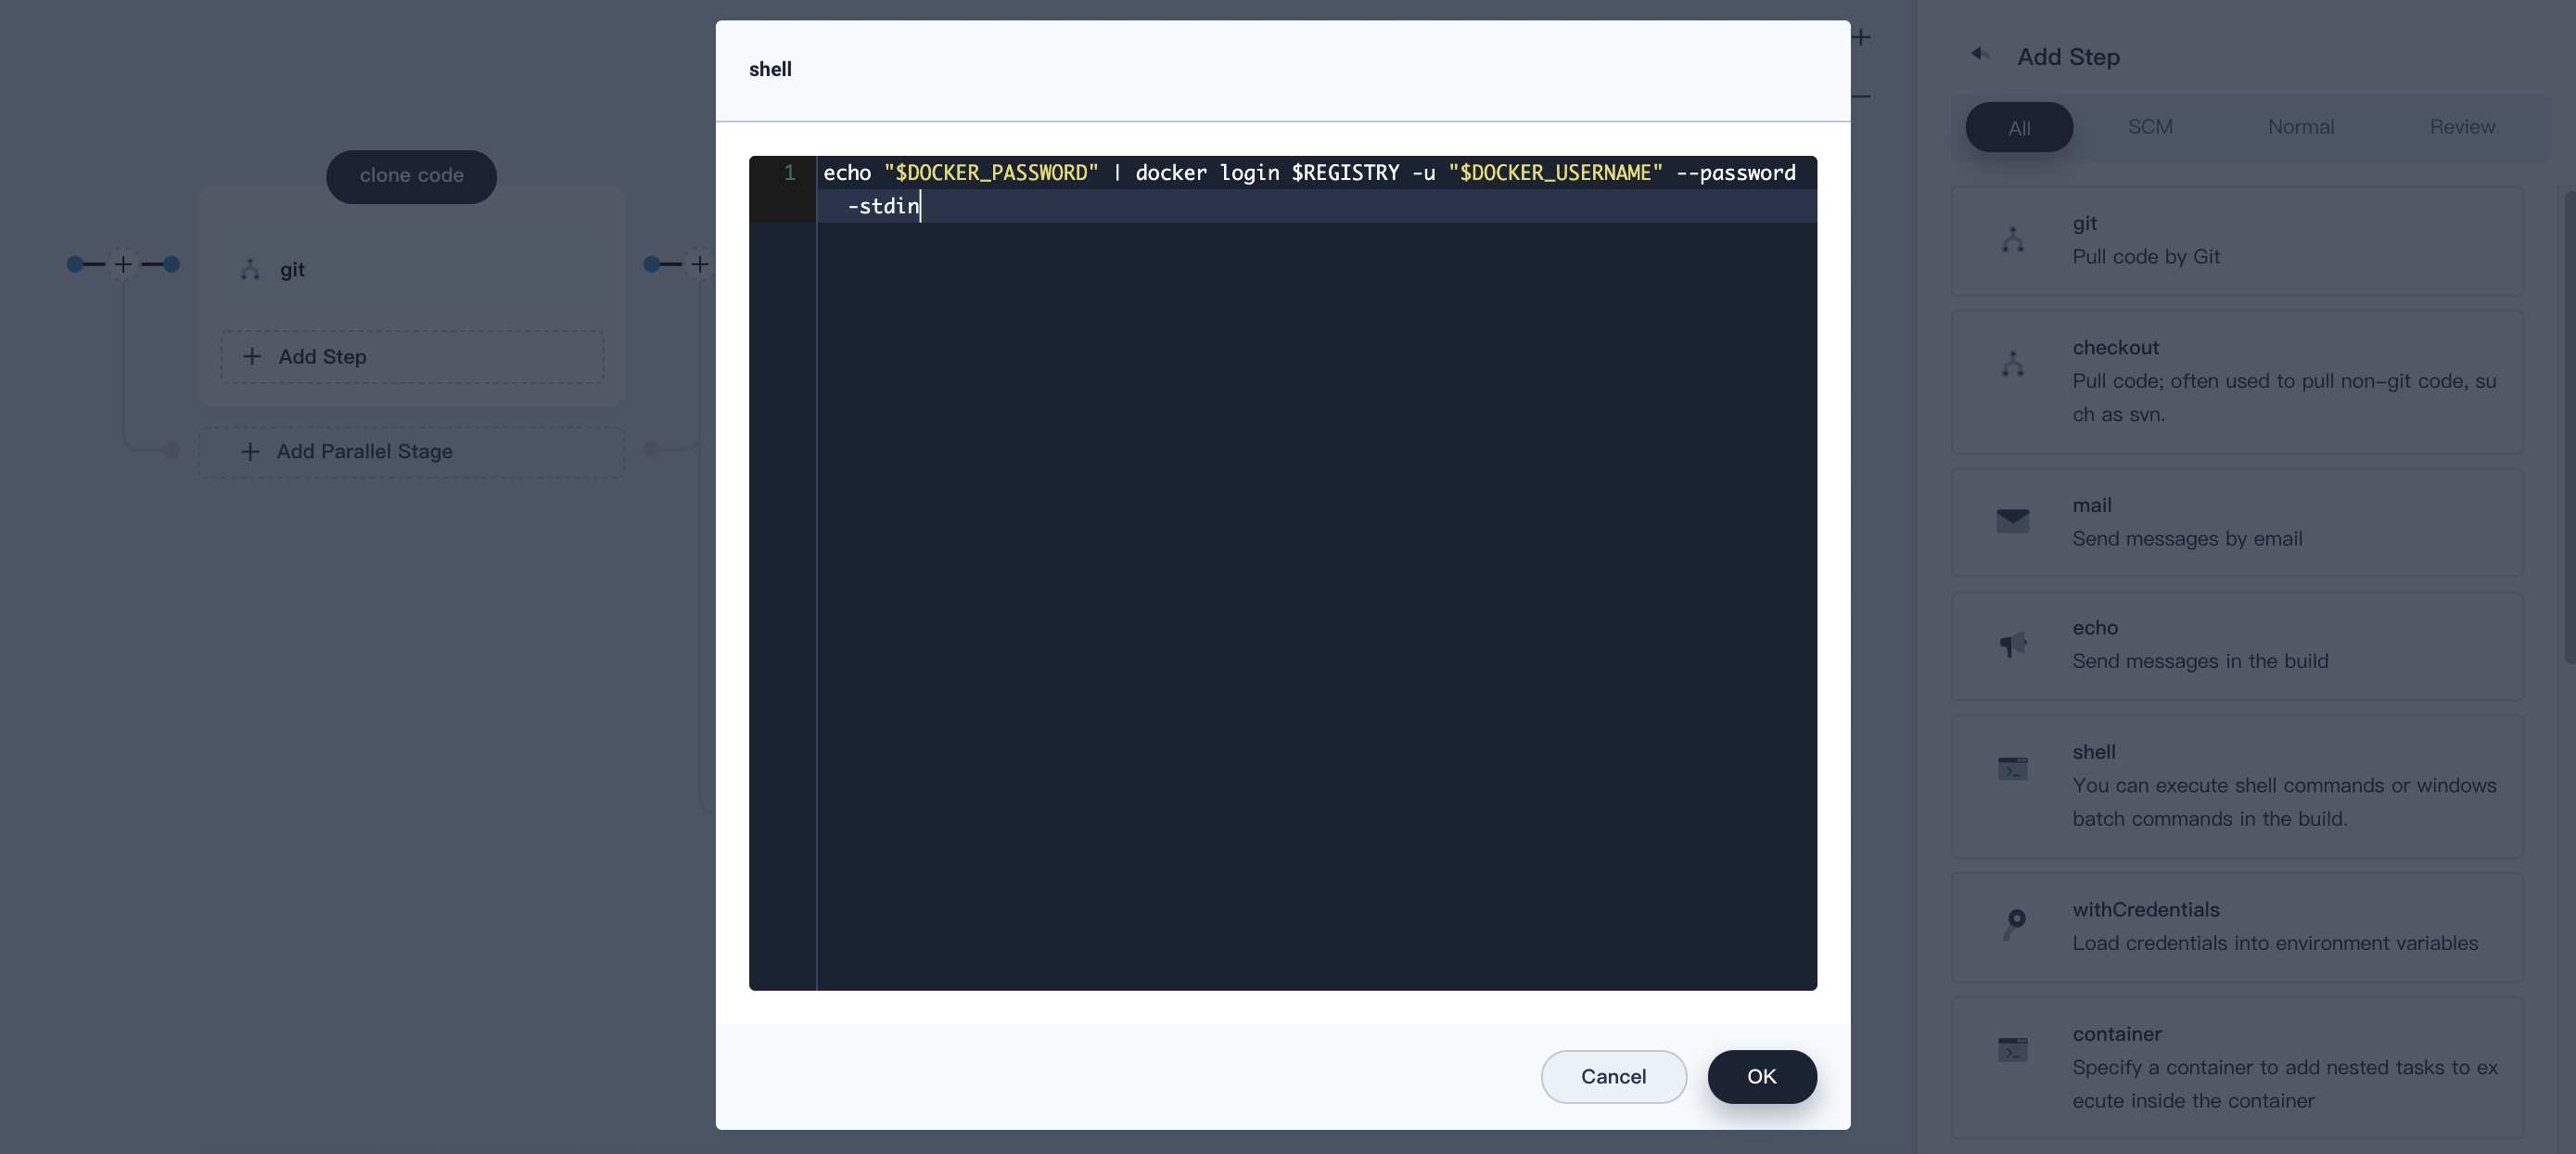 clone code
git
Add Step
Add Parallel Stage
shell
1
echo "$DOCKER_PASSWORD" | docker login $REGISTRY -u "$DOCKER_USERNAME" --password
-stdin
Cancel
OK
Add Step
All
SCM
Normal
Review
git
Pull code by Git
checkout
Pull code; often used to pull non-git code, su
ch as svn.
mail
Send messages by email
echo
Send messages in the build
shell
You can execute shell commands or windows
batch commands in the build.
withCredentials
Load credentials into environment variables
container
Specify a container to add nested tasks to ex
ecute inside the container